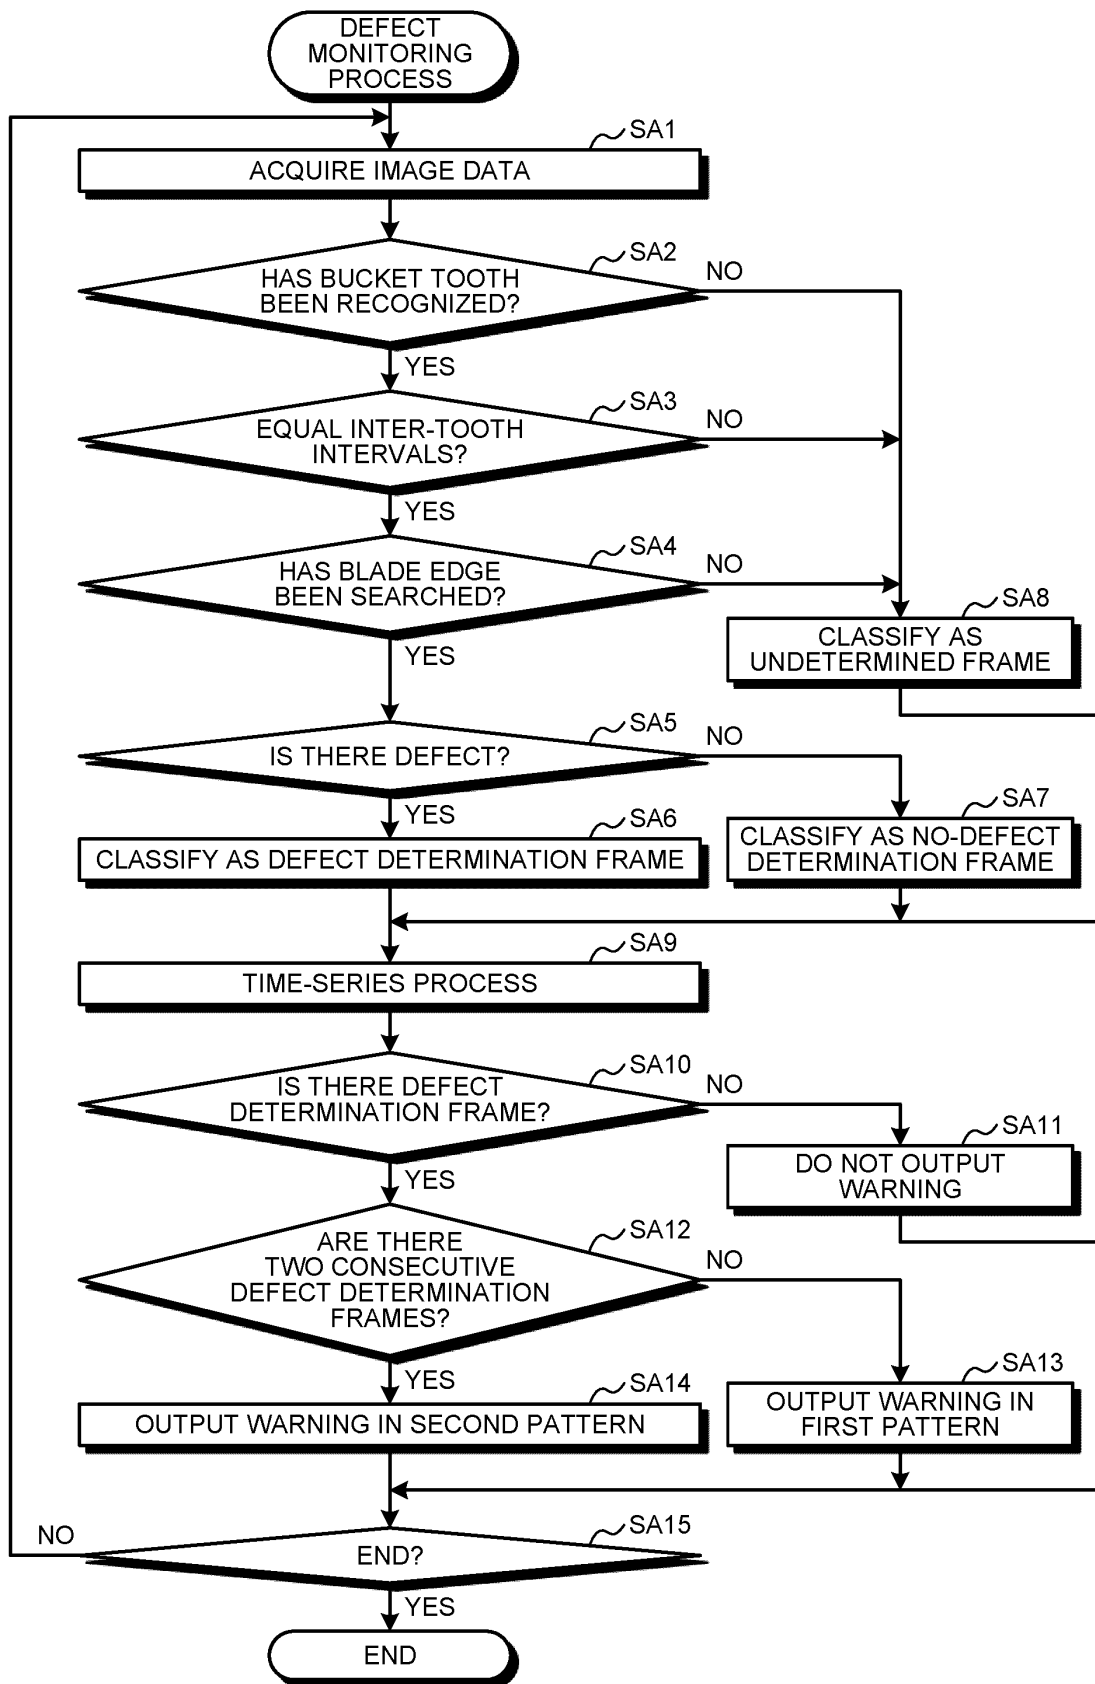 DEFECT
MONITORING
PROCESS
SA1
ACQUIRE IMAGE DATA
SA2
HAS BUCKET TOOTH
BEEN RECOGNIZED?
NO
YES
SA3
EQUAL INTER-TOOTH
INTERVALS?
NO
YES
SA4
HAS BLADE EDGE
BEEN SEARCHED?
NO
YES
SA8
CLASSIFY AS
UNDETERMINED FRAME
SA5
IS THERE DEFECT?
NO
YES
SA6
CLASSIFY AS DEFECT DETERMINATION FRAME
SA7
CLASSIFY AS NO-DEFECT
DETERMINATION FRAME
SA9
TIME-SERIES PROCESS
SA10
IS THERE DEFECT
DETERMINATION FRAME?
NO
YES
SA11
DO NOT OUTPUT
WARNING
SA12
ARE THERE
TWO CONSECUTIVE
DEFECT DETERMINATION
FRAMES?
NO
YES
SA13
OUTPUT WARNING IN
FIRST PATTERN
SA14
OUTPUT WARNING IN SECOND PATTERN
SA15
END?
NO
YES
END